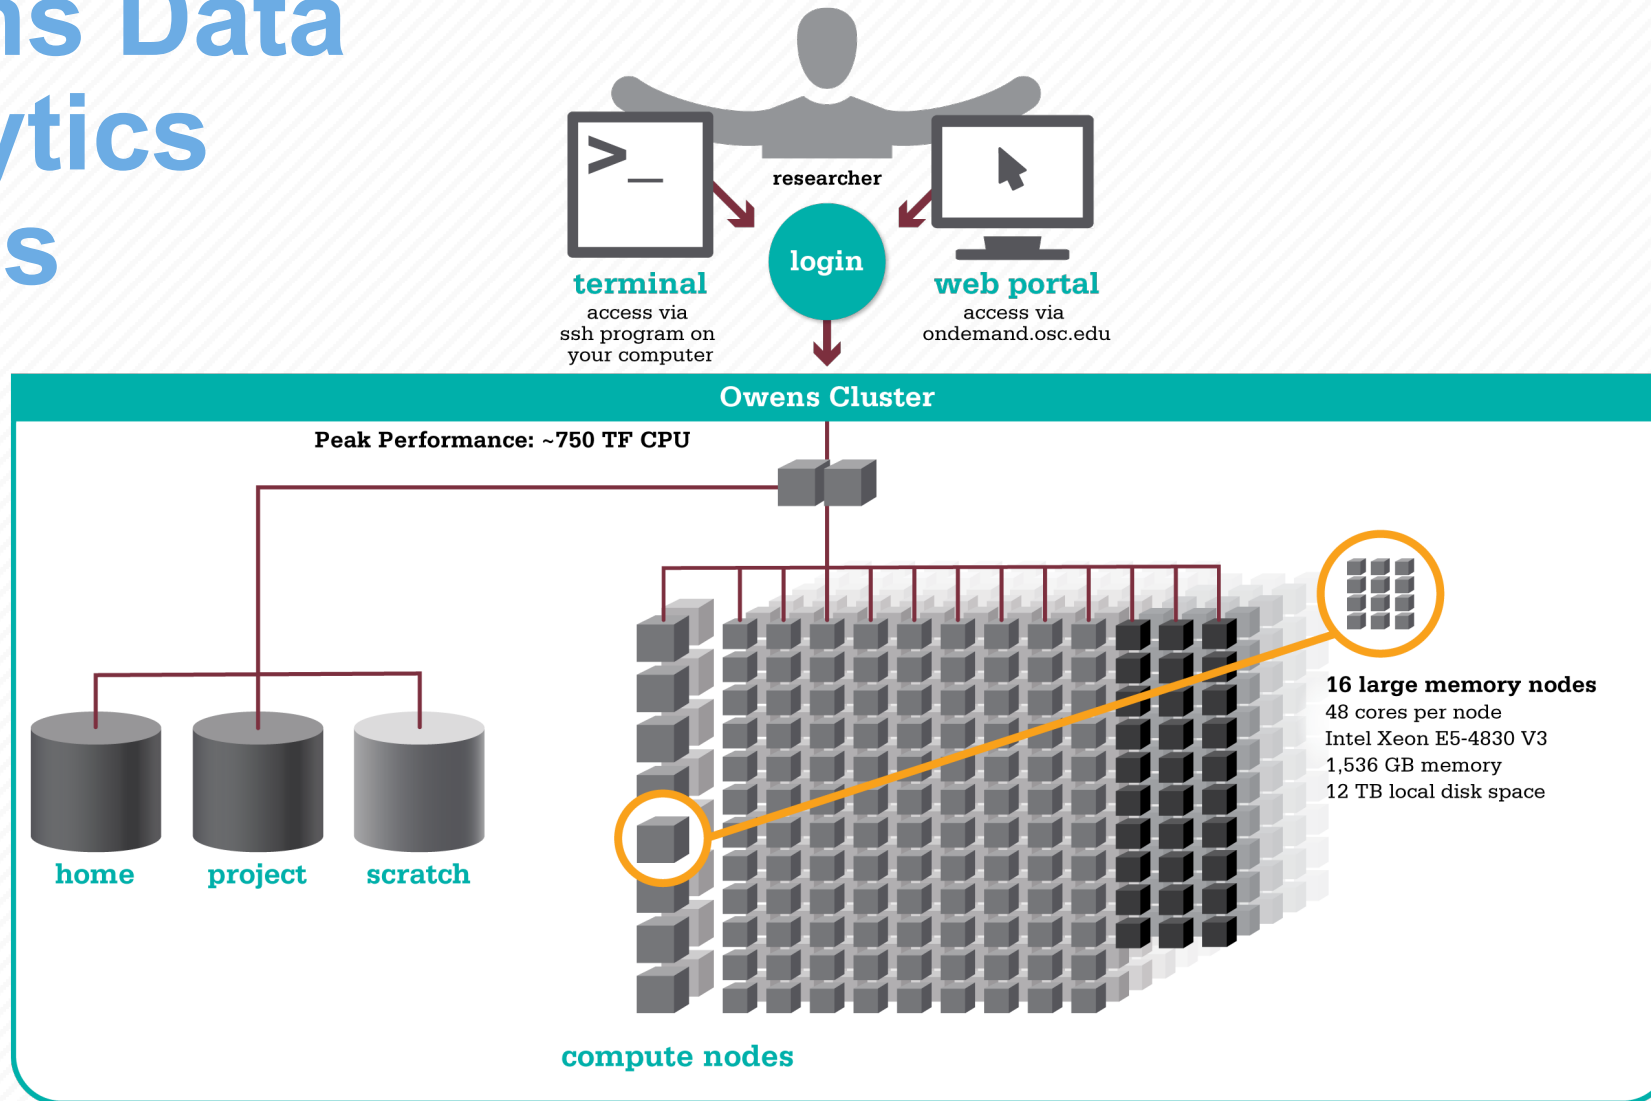 ns Data
ytics
s
>_
researcher
login
terminal
access via
ssh program on
your computer
web portal
access via
ondemand.osc.edu
Owens Cluster
Peak Performance: ~750 TF CPU
16 large memory nodes
48 cores per node
Intel Xeon E5-4830 V3
1,536 GB memory
12 TB local disk space
home
project
scratch
compute nodes